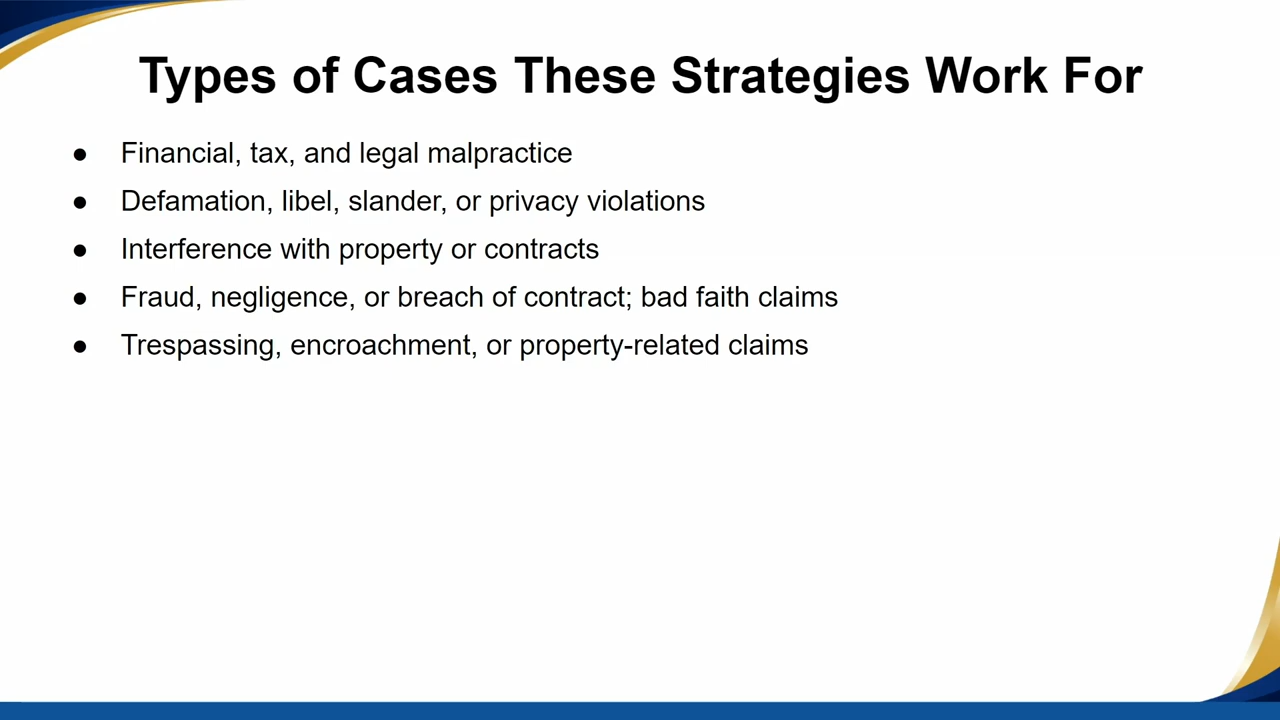 Types of Cases These Strategies Work For
● Financial, tax, and legal malpractice
● Defamation, libel, slander, or privacy violations
● Interference with property or contracts
● Fraud, negligence, or breach of contract; bad faith claims
● Trespassing, encroachment, or property-related claims